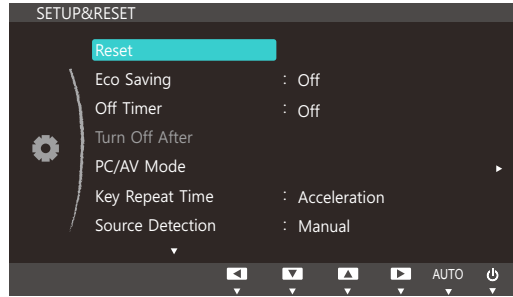 SETUP&RESET
Reset
Eco Saving : Off
Off Timer : Off
Turn Off After
PC/AV Mode
Key Repeat Time : Acceleration
Source Detection : Manual
AUTO